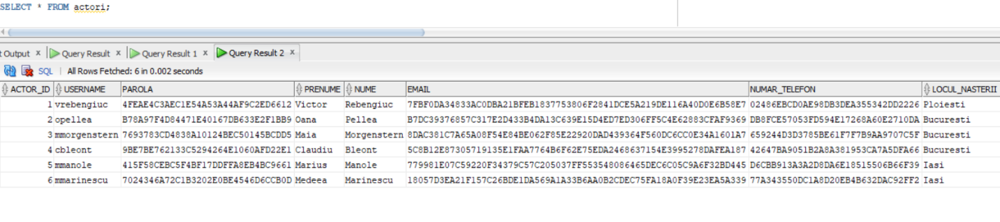 SELECT * FROM actori;
t Output x Query Result x Query Result 1 x Query Result 2 x
SQL | All Rows Fetched: 6 in 0.002 seconds
ACTOR_ID USERNAME PAROLA PRENUME NUME EMAIL NUMAR_TELEFON LOCUL_NASTERII
1 vrebengiuc 4FEAE4C3AEC1E54A53A44AF9C2ED6612 Victor Rebengiuc 7FBF0DA34833AC0DBA21BFEB1837753806F2841DCE5A219DE116A40D0E6B58E7 02486EBCD0AE98DB3DEA355342DD2226 Ploiesti
2 opellea B78A97F4D84471E40167DB633E2F1BB9 Oana Pellea B7DC39376857C317E2D433B4DA13C639E15D4ED7ED306FF5C4E62883CFAF9369 DB8FCE57053FD594E17268A60E2710DA Bucuresti
3 mmorgenstern 7693783CD4838A10124BEC50145BCDD5 Maia Morgenstern 8DAC381C7A65A08F54E84BE062F85E22920DAD439364F560DC6CC0E34A1601A7 659244D3D3785BE61F7F7B9AA9707C5F Bucuresti
4 cbleont 9BE7BE762133C5294264E1060AFD22E1 Claudiu Bleont 5C8B12E87305719135E1FAA7764B6F62E75EDA2468637154E3995278DAFEA187 42647BA9051B2A8A381953CA7A5DFA66 Bucuresti
5 mmanole 415F58CEBC5F4BF17DDFFA8EB4BC9661 Marius Manole 779981E07C59220F34379C57C205037FF553548086465DEC6C05C9A6F32BD445 D6CBB913A3A2D8DA6E18515506B66F39 Iasi
6 mmarinescu 7024346A72C1B3202E0BE4546D6CCB0D Medeea Marinescu 18057D3EA21F157C26BDE1DA569A1A33B6AA0B2CDEC75FA18A0F39E23EA5A339 77A343550DC1A8D20EB4B632DAC92FF2 Iasi